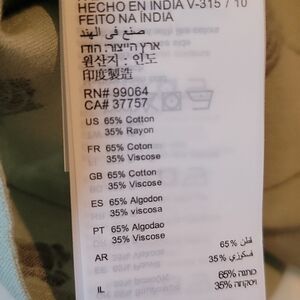 HECHO EN INDIA V-315 / 10
FEITO NA ÍNDIA
صنع في الهند
ארץ הייצור: הודו
원산지 : 인도
印度製造
RN# 99064
CA# 37757
US 65% Cotton
35% Rayon
FR 65% Coton
35% Viscose
GB 65% Cotton
35% Viscose
ES 65% Algodon
35% viscosa
PT 65% Algodao
35% Viscose
AR 65% قطن
35% فسكوزي
IL 65% כותנה
35% ויסקוזה